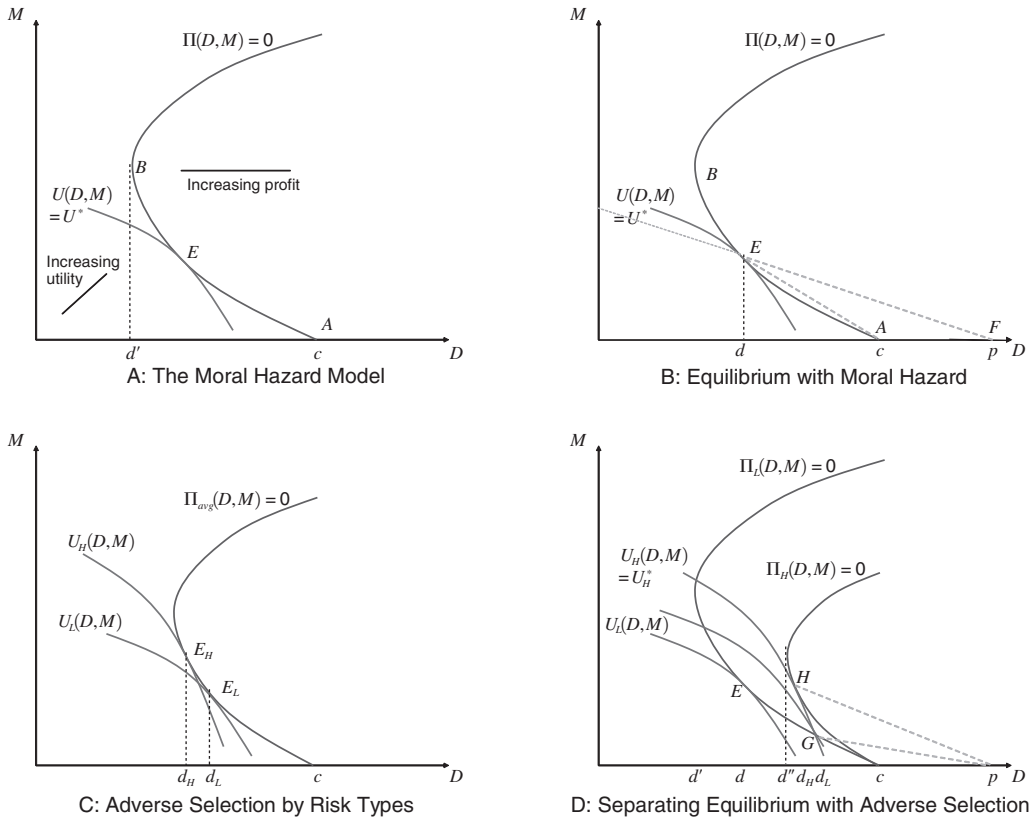 M
Π(D,M) = 0
B
Increasing profit
U(D,M)
= U*
E
Increasing
utility
A
d′
c
D
A: The Moral Hazard Model
M
Π(D,M) = 0
B
U(D,M)
= U*
E
A
F
d
c
p
D
B: Equilibrium with Moral Hazard
M
Π_avg(D,M) = 0
U_H(D,M)
U_L(D,M)
E_H
E_L
d_H
d_L
c
D
C: Adverse Selection by Risk Types
M
Π_L(D,M) = 0
U_H(D,M)
= U_H*
Π_H(D,M) = 0
U_L(D,M)
H
E
G
d′
d
d″
d_H
d_L
c
p
D
D: Separating Equilibrium with Adverse Selection